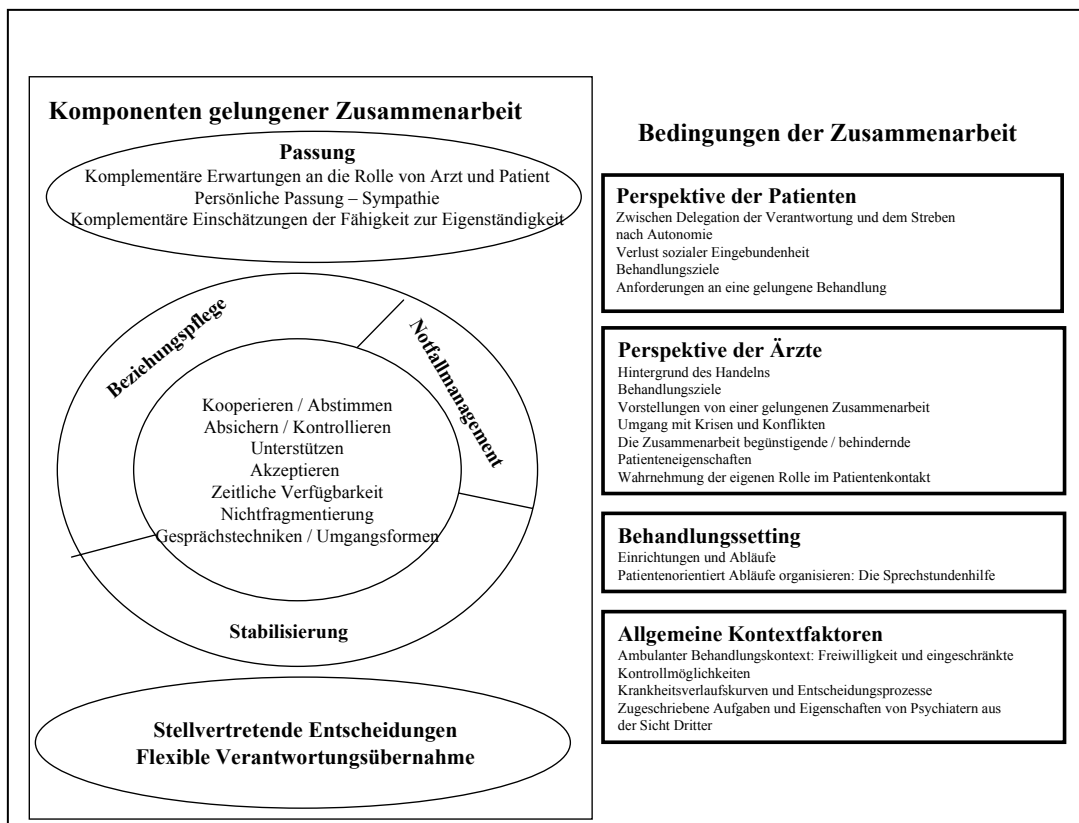 Komponenten gelungener Zusammenarbeit
Passung
Komplementäre Erwartungen an die Rolle von Arzt und Patient
Persönliche Passung – Sympathie
Komplementäre Einschätzungen der Fähigkeit zur Eigenständigkeit
Beziehungspflege
Notfallmanagement
Kooperieren / Abstimmen
Absichern / Kontrollieren
Unterstützen
Akzeptieren
Zeitliche Verfügbarkeit
Nichtfragmentierung
Gesprächstechniken / Umgangsformen
Stabilisierung
Stellvertretende Entscheidungen
Flexible Verantwortungsübernahme
Bedingungen der Zusammenarbeit
Perspektive der Patienten
Zwischen Delegation der Verantwortung und dem Streben
nach Autonomie
Verlust sozialer Eingebundenheit
Behandlungsziele
Anforderungen an eine gelungene Behandlung
Perspektive der Ärzte
Hintergrund des Handelns
Behandlungsziele
Vorstellungen von einer gelungenen Zusammenarbeit
Umgang mit Krisen und Konflikten
Die Zusammenarbeit begünstigende / behindernde
Patienteneigenschaften
Wahrnehmung der eigenen Rolle im Patientenkontakt
Behandlungssetting
Einrichtungen und Abläufe
Patientenorientiert Abläufe organisieren: Die Sprechstundenhilfe
Allgemeine Kontextfaktoren
Ambulanter Behandlungskontext: Freiwilligkeit und eingeschränkte
Kontrollmöglichkeiten
Krankheitsverlaufskurven und Entscheidungsprozesse
Zugeschriebene Aufgaben und Eigenschaften von Psychiatern aus
der Sicht Dritter